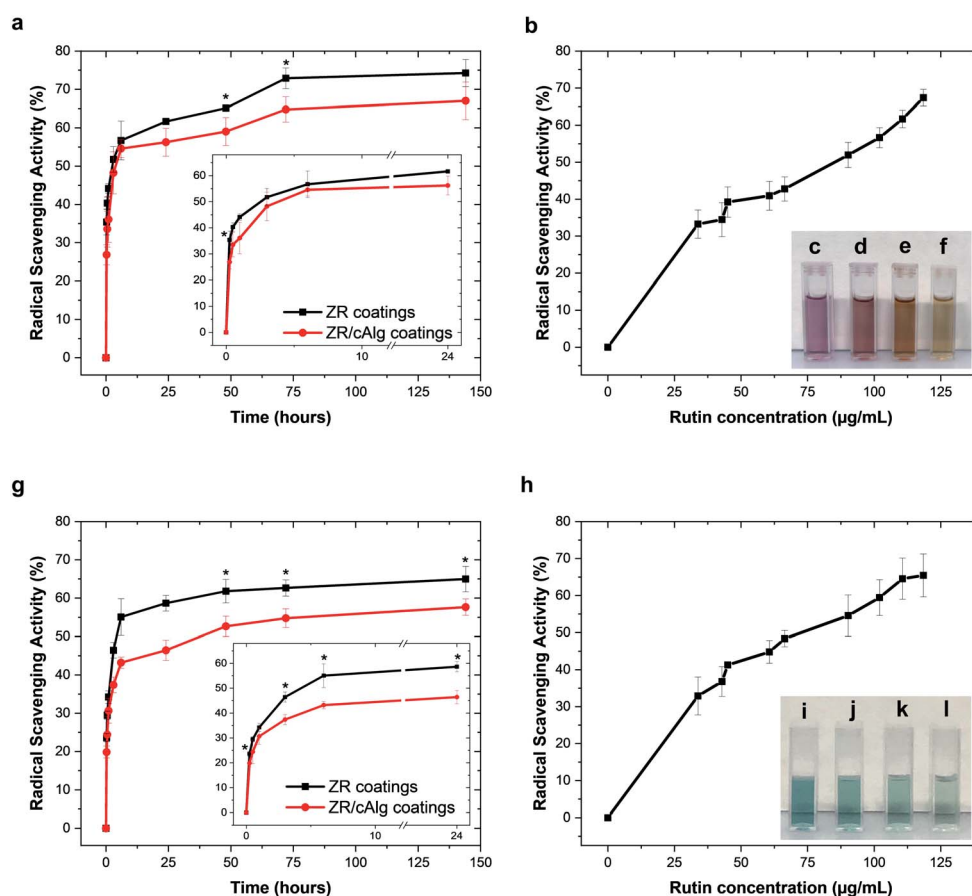 a
Radical Scavenging Activity (%)
80
70
60
50
40
30
20
10
0
0 25 50 75 100 125 150
Time (hours)
* *
60
50
40
30
20
10
0
0 10 24
*
ZR coatings
ZR/cAlg coatings
b
Radical Scavenging Activity (%)
80
70
60
50
40
30
20
10
0
0 25 50 75 100 125
Rutin concentration (µg/mL)
c d e f
g
Radical Scavenging Activity (%)
80
70
60
50
40
30
20
10
0
0 25 50 75 100 125 150
Time (hours)
* * *
60
50
40
30
20
10
0
0 10 24
* * * *
ZR coatings
ZR/cAlg coatings
h
Radical Scavenging Activity (%)
80
70
60
50
40
30
20
10
0
0 25 50 75 100 125
Rutin concentration (µg/mL)
i j k l